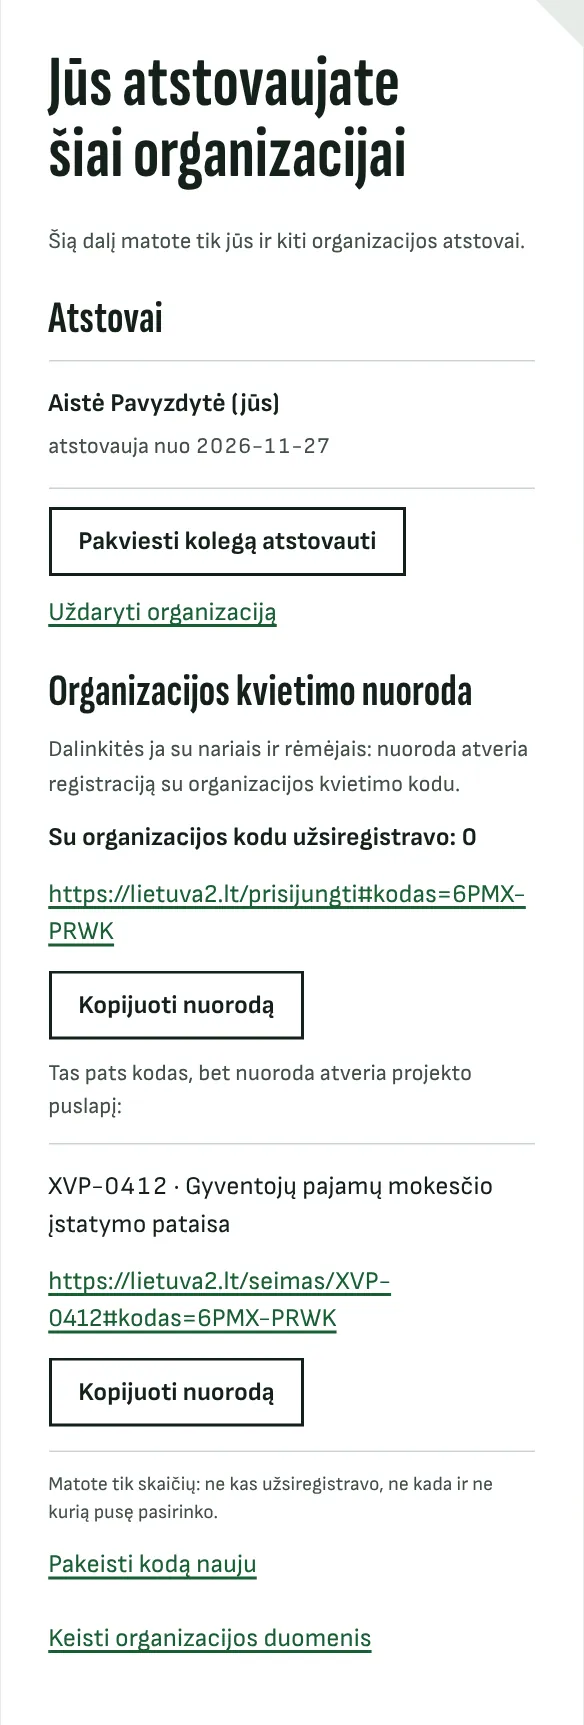 Jūs atstovaujate
šiai organizacijai
Šią dalį matote tik jūs ir kiti organizacijos atstovai.
Atstovai
Aistė Pavyzdytė (jūs)
atstovauja nuo 2026-11-27
Pakviesti kolegą atstovauti
Uždaryti organizaciją
Organizacijos kvietimo nuoroda
Dalinkitės ja su nariais ir rėmėjais: nuoroda atveria
registraciją su organizacijos kvietimo kodu.
Su organizacijos kodu užsiregistravo: 0
https://lietuva2.lt/prisijungti#kodas=6PMX-
PRWK
Kopijuoti nuorodą
Tas pats kodas, bet nuoroda atveria projekto
puslapį:
XVP-0412 · Gyventojų pajamų mokesčio
įstatymo pataisa
https://lietuva2.lt/seimas/XVP-
0412#kodas=6PMX-PRWK
Kopijuoti nuorodą
Matote tik skaičių: ne kas užsiregistravo, ne kada ir ne
kurią pusę pasirinko.
Pakeisti kodą nauju
Keisti organizacijos duomenis